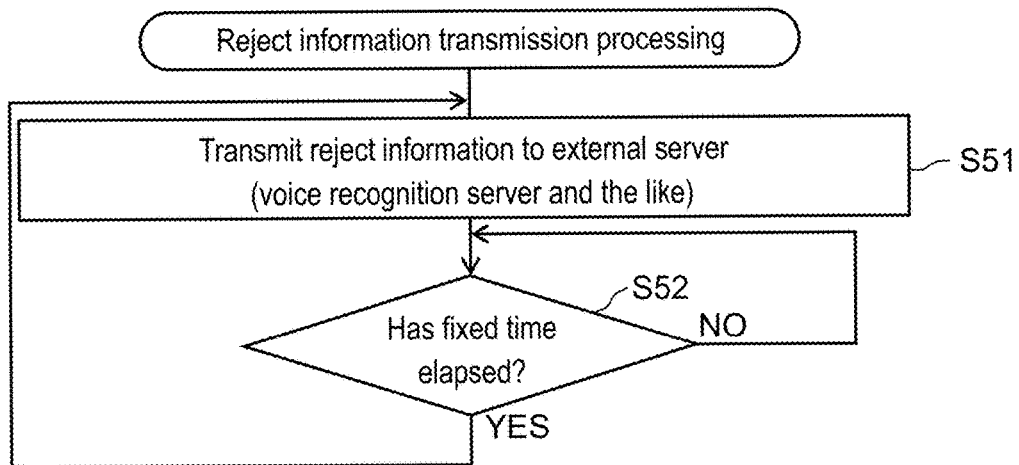 Reject information transmission processing
Transmit reject information to external server
(voice recognition server and the like)
S51
S52
Has fixed time
elapsed?
NO
YES